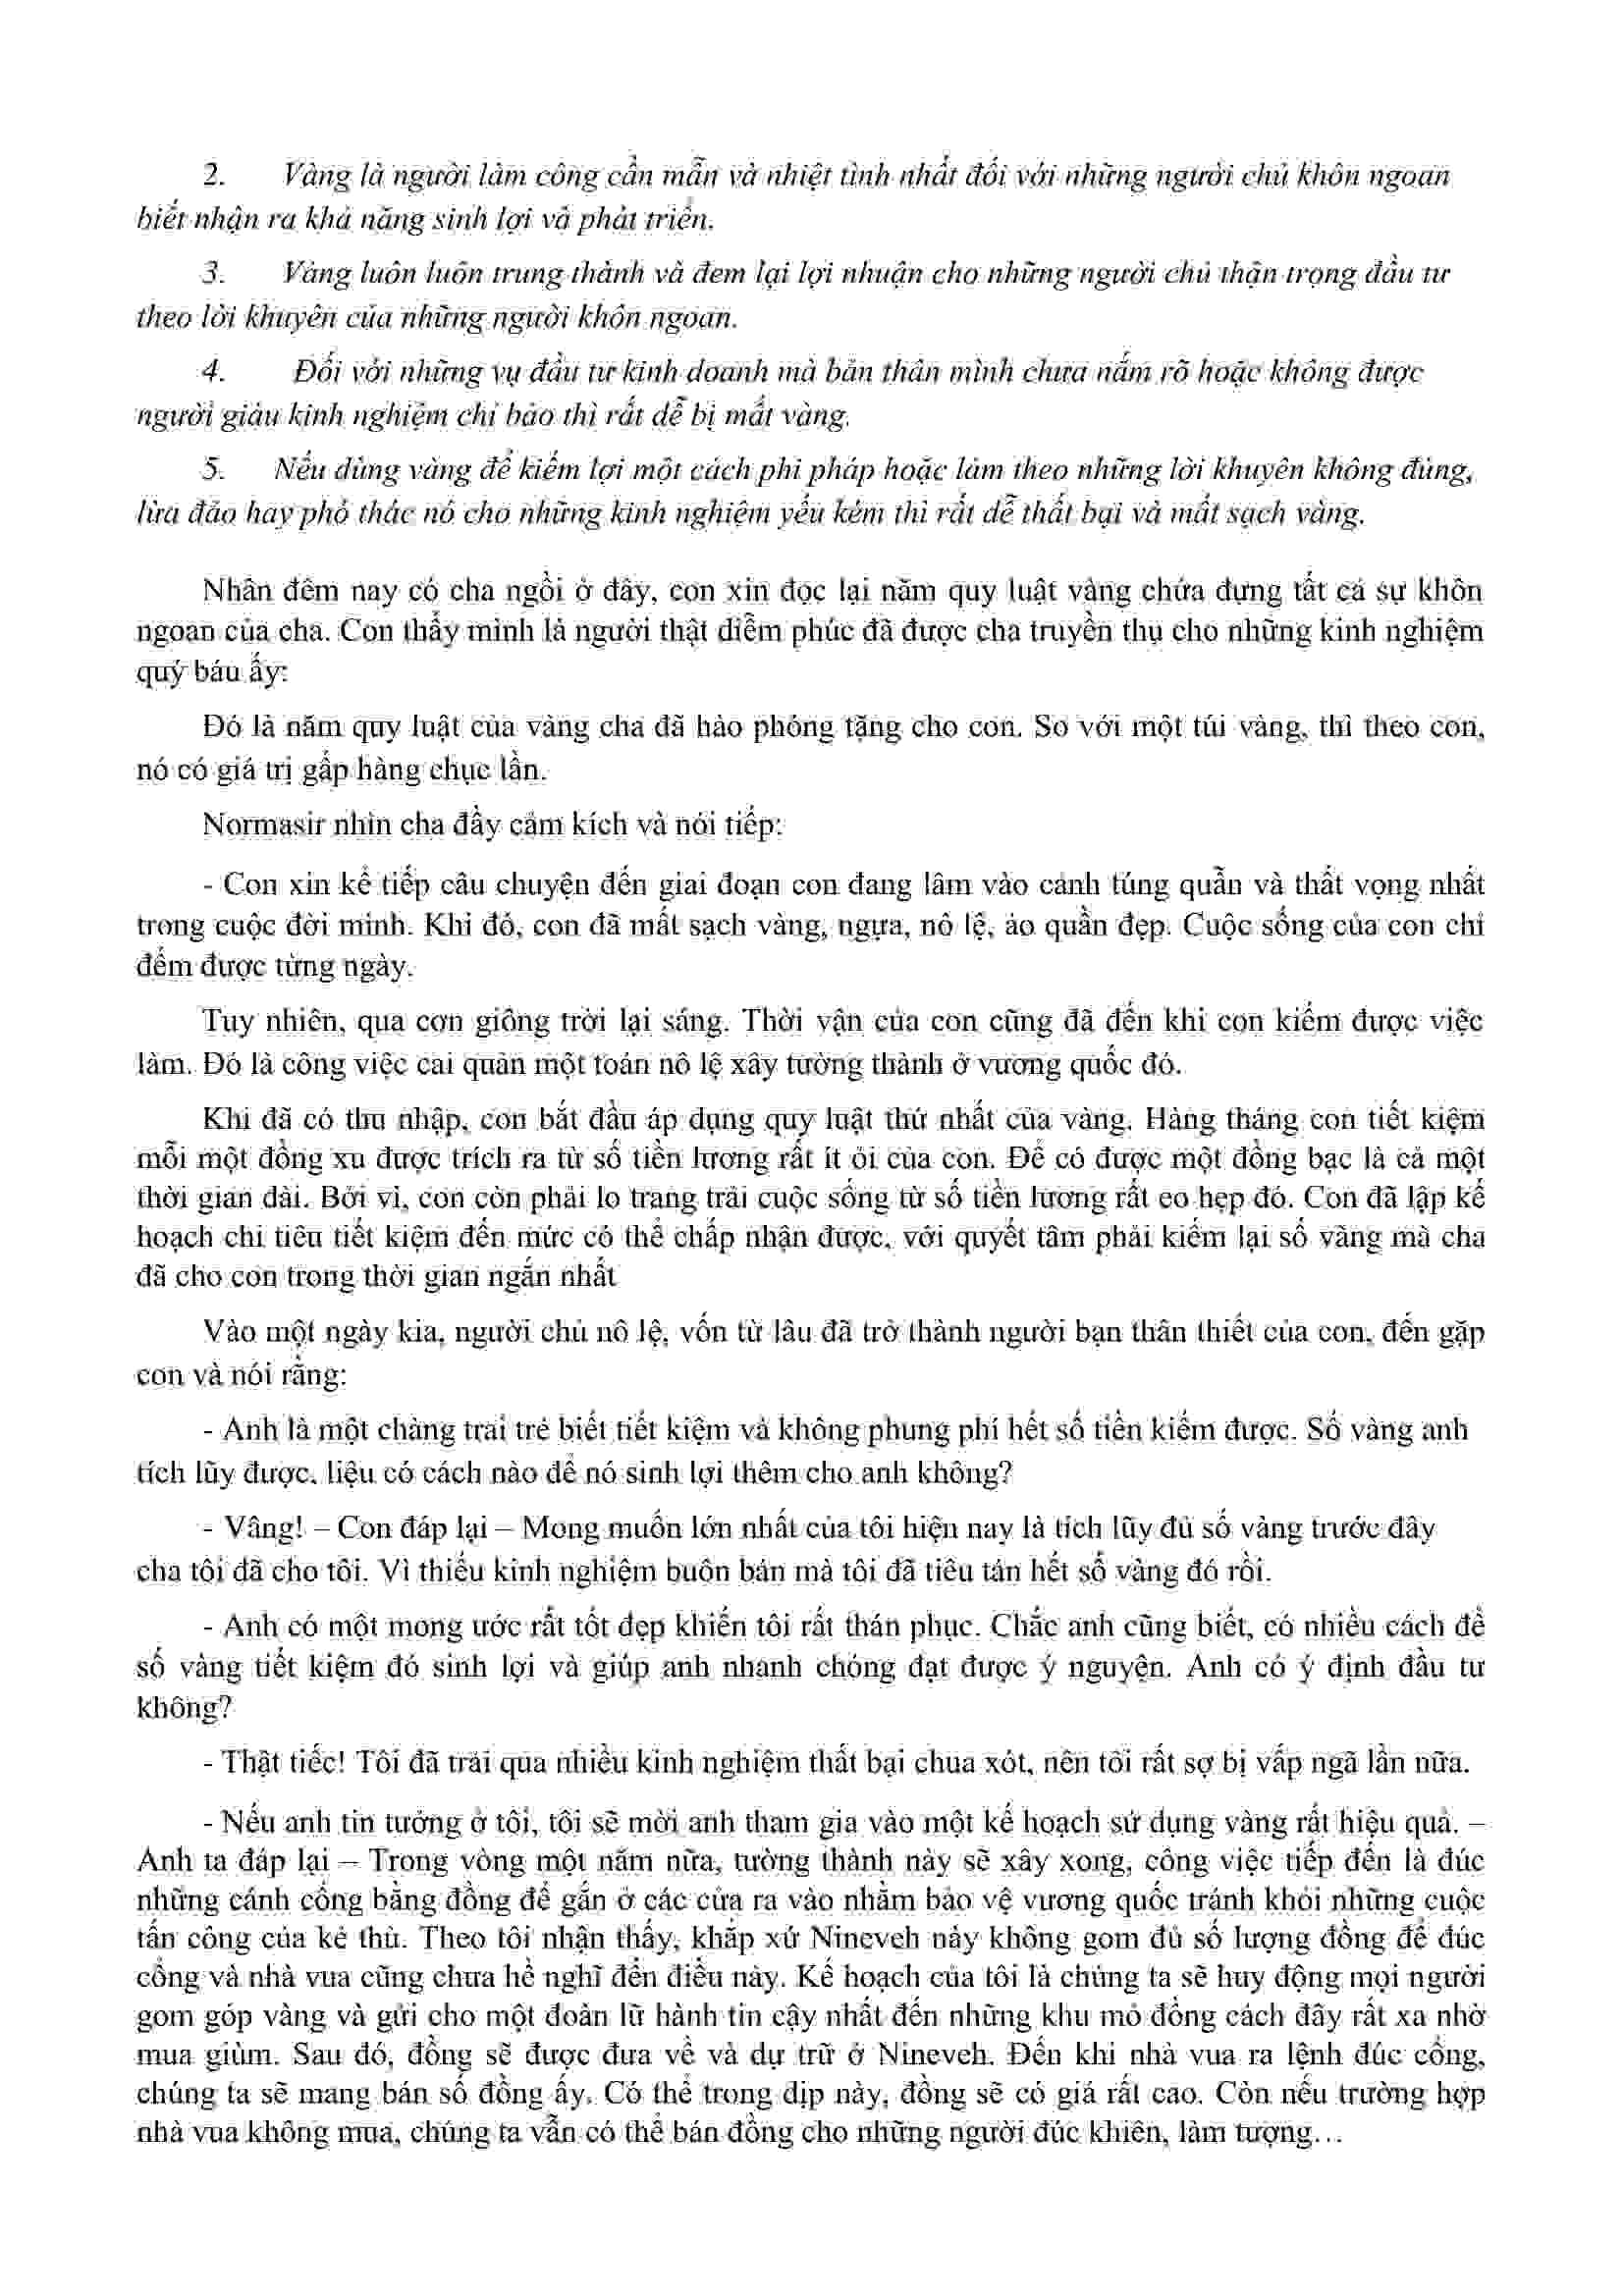 2. Vàng là người làm công cần mẫn và nhiệt tình nhất đối với những người chủ khôn ngoan
biết nhận ra khả năng sinh lợi và phát triển.
3. Vàng luôn luôn trung thành và đem lại lợi nhuận cho những người chủ thận trọng đầu tư
theo lời khuyên của những người khôn ngoan.
4. Đối với những vụ đầu tư kinh doanh mà bản thân mình chưa nắm rõ hoặc không được
người giàu kinh nghiệm chỉ bảo thì rất dễ bị mất vàng.
5. Nếu dùng vàng để kiếm lợi một cách phi pháp hoặc làm theo những lời khuyên không đúng,
lừa đảo hay phó thác nó cho những kinh nghiệm yếu kém thì rất dễ thất bại và mất sạch vàng.
Nhân đêm nay có cha ngồi ở đây, con xin đọc lại năm quy luật vàng chứa đựng tất cả sự khôn
ngoan của cha. Con thấy mình là người thật diễm phúc đã được cha truyền thụ cho những kinh nghiệm
quý báu ấy:
Đó là năm quy luật của vàng cha đã hào phóng tặng cho con. So với một túi vàng, thì theo con,
nó có giá trị gấp hàng chục lần.
Normasir nhìn cha đầy cảm kích và nói tiếp:
- Con xin kể tiếp câu chuyện đến giai đoạn con đang lâm vào cảnh túng quẫn và thất vọng nhất
trong cuộc đời mình. Khi đó, con đã mất sạch vàng, ngựa, nô lệ, áo quần đẹp. Cuộc sống của con chỉ
đếm được từng ngày.
Tuy nhiên, qua cơn giông trời lại sáng. Thời vận của con cũng đã đến khi con kiếm được việc
làm. Đó là công việc cai quản một toán nô lệ xây tường thành ở vương quốc đó.
Khi đã có thu nhập, con bắt đầu áp dụng quy luật thứ nhất của vàng. Hàng tháng con tiết kiệm
mỗi một đồng xu được trích ra từ số tiền lương rất ít ỏi của con. Để có được một đồng bạc là cả một
thời gian dài. Bởi vì, con còn phải lo trang trải cuộc sống từ số tiền lương rất eo hẹp đó. Con đã lập kế
hoạch chi tiêu tiết kiệm đến mức có thể chấp nhận được, với quyết tâm phải kiếm lại số vàng mà cha
đã cho con trong thời gian ngắn nhất
Vào một ngày kia, người chủ nô lệ, vốn từ lâu đã trở thành người bạn thân thiết của con, đến gặp
con và nói rằng:
- Anh là một chàng trai trẻ biết tiết kiệm và không phung phí hết số tiền kiếm được. Số vàng anh
tích lũy được, liệu có cách nào để nó sinh lợi thêm cho anh không?
- Vâng! – Con đáp lại – Mong muốn lớn nhất của tôi hiện nay là tích lũy đủ số vàng trước đây
cha tôi đã cho tôi. Vì thiếu kinh nghiệm buôn bán mà tôi đã tiêu tán hết số vàng đó rồi.
- Anh có một mong ước rất tốt đẹp khiến tôi rất thán phục. Chắc anh cũng biết, có nhiều cách để
số vàng tiết kiệm đó sinh lợi và giúp anh nhanh chóng đạt được ý nguyện. Anh có ý định đầu tư
không?
- Thật tiếc! Tôi đã trải qua nhiều kinh nghiệm thất bại chua xót, nên tôi rất sợ bị vấp ngã lần nữa.
- Nếu anh tin tưởng ở tôi, tôi sẽ mời anh tham gia vào một kế hoạch sử dụng vàng rất hiệu quả. –
Anh ta đáp lại – Trong vòng một năm nữa, tường thành này sẽ xây xong, công việc tiếp đến là đúc
những cánh cổng bằng đồng để gắn ở các cửa ra vào nhằm bảo vệ vương quốc tránh khỏi những cuộc
tấn công của kẻ thù. Theo tôi nhận thấy, khắp xứ Nineveh này không gom đủ số lượng đồng để đúc
cổng và nhà vua cũng chưa hề nghĩ đến điều này. Kế hoạch của tôi là chúng ta sẽ huy động mọi người
gom góp vàng và gửi cho một đoàn lữ hành tin cậy nhất đến những khu mỏ đồng cách đây rất xa nhờ
mua giùm. Sau đó, đồng sẽ được đưa về và dự trữ ở Nineveh. Đến khi nhà vua ra lệnh đúc cổng,
chúng ta sẽ mang bán số đồng ấy. Có thể trong dịp này, đồng sẽ có giá rất cao. Còn nếu trường hợp
nhà vua không mua, chúng ta vẫn có thể bán đồng cho những người đúc khiên, làm tượng…